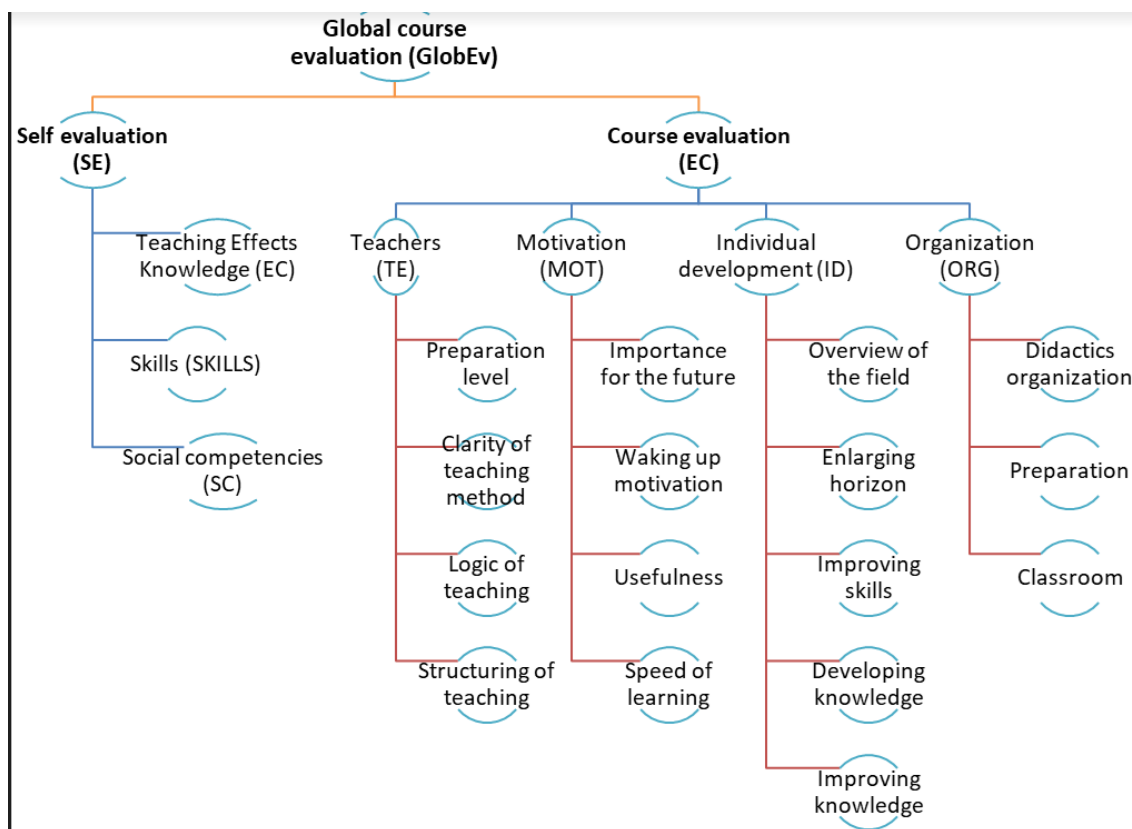 Global course
evaluation (GlobEv)
Self evaluation
(SE)
Course evaluation
(EC)
Teaching Effects
Knowledge (EC)
Skills (SKILLS)
Social competencies
(SC)
Teachers
(TE)
Preparation
level
Clarity of
teaching
method
Logic of
teaching
Structuring of
teaching
Motivation
(MOT)
Importance
for the future
Waking up
motivation
Usefulness
Speed of
learning
Individual
development (ID)
Overview of
the field
Enlarging
horizon
Improving
skills
Developing
knowledge
Improving
knowledge
Organization
(ORG)
Didactics
organization
Preparation
Classroom